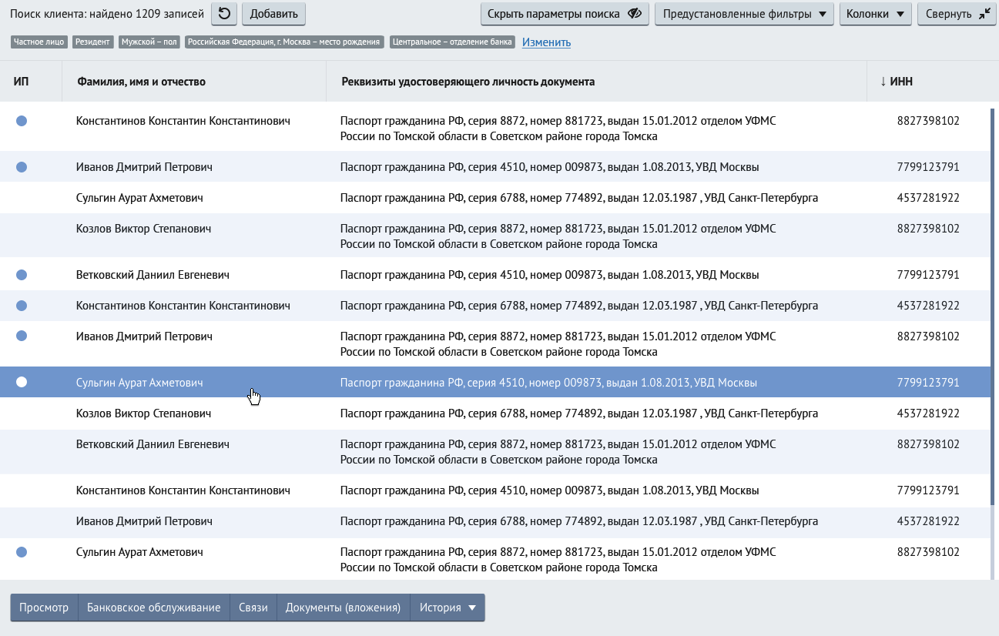 Поиск клиента: найдено 1209 записей Добавить Скрыть параметры поиска Предустановленные фильтры Колонки Свернуть
Частное лицо Резидент Мужской – пол Российская Федерация, г. Москва – место рождения Центральное – отделение банка Изменить
ИП Фамилия, имя и отчество Реквизиты удостоверяющего личность документа ↓ ИНН
Константинов Константин Константинович Паспорт гражданина РФ, серия 8872, номер 881723, выдан 15.01.2012 отделом УФМС 8827398102
России по Томской области в Советском районе города Томска
Иванов Дмитрий Петрович Паспорт гражданина РФ, серия 4510, номер 009873, выдан 1.08.2013, УВД Москвы 7799123791
Сульгин Аурат Ахметович Паспорт гражданина РФ, серия 6788, номер 774892, выдан 12.03.1987 , УВД Санкт-Петербурга 4537281922
Козлов Виктор Степанович Паспорт гражданина РФ, серия 8872, номер 881723, выдан 15.01.2012 отделом УФМС 8827398102
России по Томской области в Советском районе города Томска
Ветковский Даниил Евгеневич Паспорт гражданина РФ, серия 4510, номер 009873, выдан 1.08.2013, УВД Москвы 7799123791
Константинов Константин Константинович Паспорт гражданина РФ, серия 6788, номер 774892, выдан 12.03.1987 , УВД Санкт-Петербурга 4537281922
Иванов Дмитрий Петрович Паспорт гражданина РФ, серия 8872, номер 881723, выдан 15.01.2012 отделом УФМС 8827398102
России по Томской области в Советском районе города Томска
Сульгин Аурат Ахметович Паспорт гражданина РФ, серия 4510, номер 009873, выдан 1.08.2013, УВД Москвы 7799123791
Козлов Виктор Степанович Паспорт гражданина РФ, серия 6788, номер 774892, выдан 12.03.1987 , УВД Санкт-Петербурга 4537281922
Ветковский Даниил Евгеневич Паспорт гражданина РФ, серия 8872, номер 881723, выдан 15.01.2012 отделом УФМС 8827398102
России по Томской области в Советском районе города Томска
Константинов Константин Константинович Паспорт гражданина РФ, серия 4510, номер 009873, выдан 1.08.2013, УВД Москвы 7799123791
Иванов Дмитрий Петрович Паспорт гражданина РФ, серия 6788, номер 774892, выдан 12.03.1987 , УВД Санкт-Петербурга 4537281922
Сульгин Аурат Ахметович Паспорт гражданина РФ, серия 8872, номер 881723, выдан 15.01.2012 отделом УФМС 8827398102
России по Томской области в Советском районе города Томска
Просмотр Банковское обслуживание Связи Документы (вложения) История